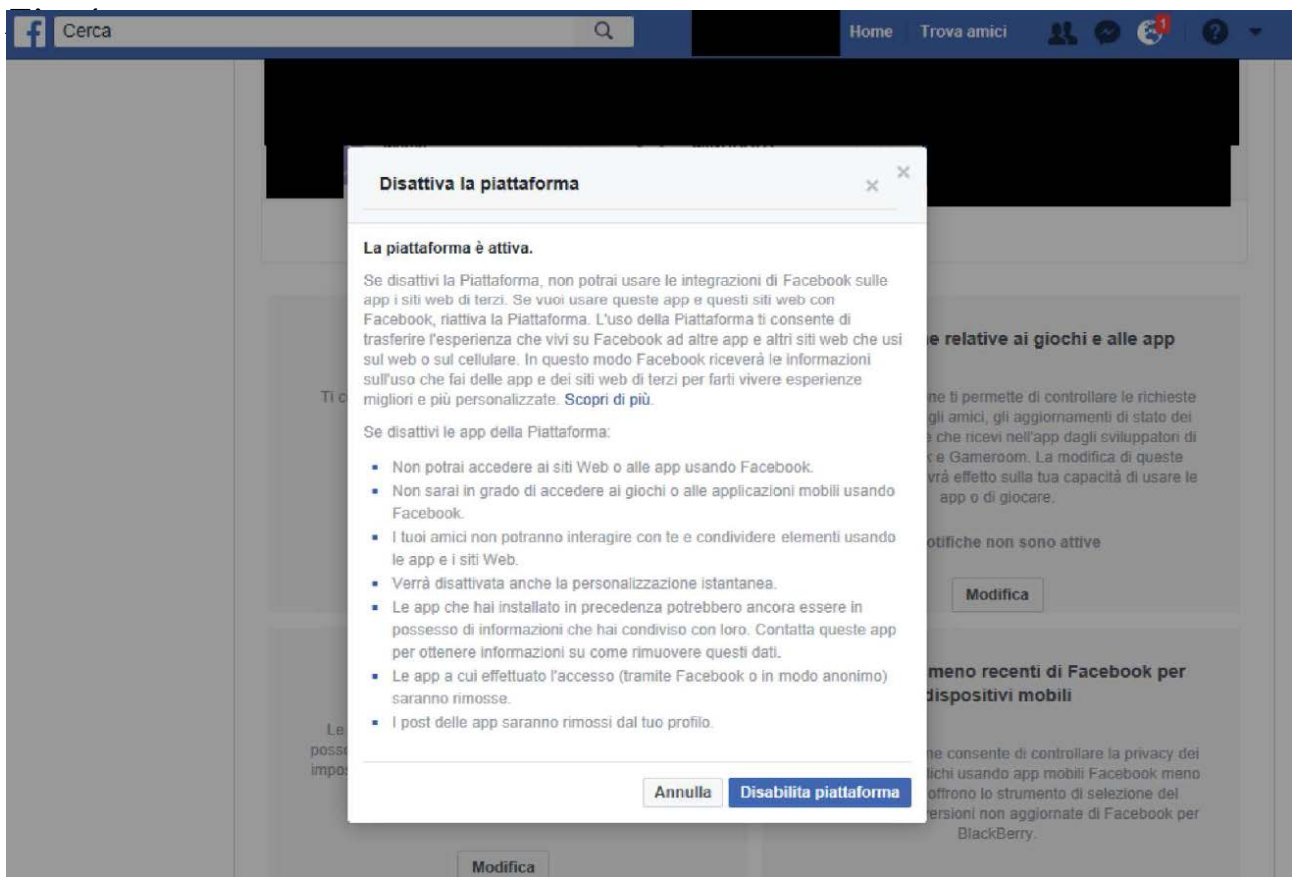 Cerca
Home
Trova amici
1
Disattiva la piattaforma
La piattaforma è attiva.
Se disattivi la Piattaforma, non potrai usare le integrazioni di Facebook sulle
app i siti web di terzi. Se vuoi usare queste app e questi siti web con
Facebook, riattiva la Piattaforma. L'uso della Piattaforma ti consente di
trasferire l'esperienza che vivi su Facebook ad altre app e altri siti web che usi
sul web o sul cellulare. In questo modo Facebook riceverà le informazioni
sull'uso che fai delle app e dei siti web di terzi per farti vivere esperienze
migliori e più personalizzate. Scopri di più.
Se disattivi le app della Piattaforma:
Non potrai accedere ai siti Web o alle app usando Facebook.
Non sarai in grado di accedere ai giochi o alle applicazioni mobili usando
Facebook.
I tuoi amici non potranno interagire con te e condividere elementi usando
le app e i siti Web.
Verrà disattivata anche la personalizzazione istantanea.
Le app che hai installato in precedenza potrebbero ancora essere in
possesso di informazioni che hai condiviso con loro. Contatta queste app
per ottenere informazioni su come rimuovere questi dati.
Le app a cui effettuato l'accesso (tramite Facebook o in modo anonimo)
saranno rimosse.
I post delle app saranno rimossi dal tuo profilo.
Annulla
Disabilita piattaforma
Ti
Le
Modifica
relative ai giochi e alle app
ti permette di controllare le richieste
gli amici, gli aggiornamenti di stato dei
che ricevi nell'app dagli sviluppatori di
e Gameroom. La modifica di queste
effetto sulla tua capacità di usare le
app o di giocare.
non sono attive
Modifica
meno recenti di Facebook per
dispositivi mobili
consente di controllare la privacy dei
usando app mobili Facebook meno
offrono lo strumento di selezione del
versioni non aggiornate di Facebook per
BlackBerry.